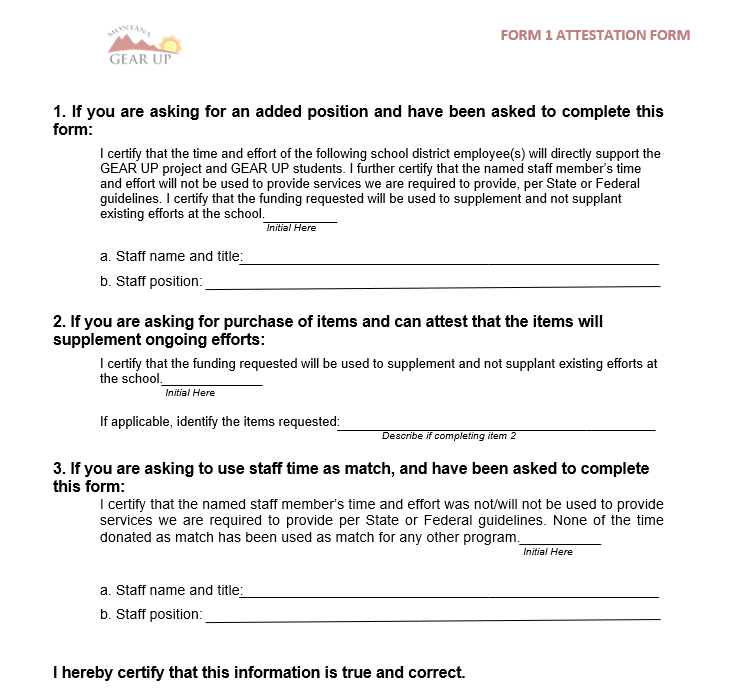 MONTANA
GEAR UP
FORM 1 ATTESTATION FORM
1. If you are asking for an added position and have been asked to complete this
form:
I certify that the time and effort of the following school district employee(s) will directly support the
GEAR UP project and GEAR UP students. I further certify that the named staff member's time
and effort will not be used to provide services we are required to provide, per State or Federal
guidelines. I certify that the funding requested will be used to supplement and not supplant
existing efforts at the school.
Initial Here
a. Staff name and title:
b. Staff position:
2. If you are asking for purchase of items and can attest that the items will
supplement ongoing efforts:
I certify that the funding requested will be used to supplement and not supplant existing efforts at
the school.
Initial Here
If applicable, identify the items requested:
Describe if completing item 2
3. If you are asking to use staff time as match, and have been asked to complete
this form:
I certify that the named staff member's time and effort was not/will not be used to provide
services we are required to provide per State or Federal guidelines. None of the time
donated as match has been used as match for any other program.
Initial Here
a. Staff name and title:
b. Staff position:
I hereby certify that this information is true and correct.